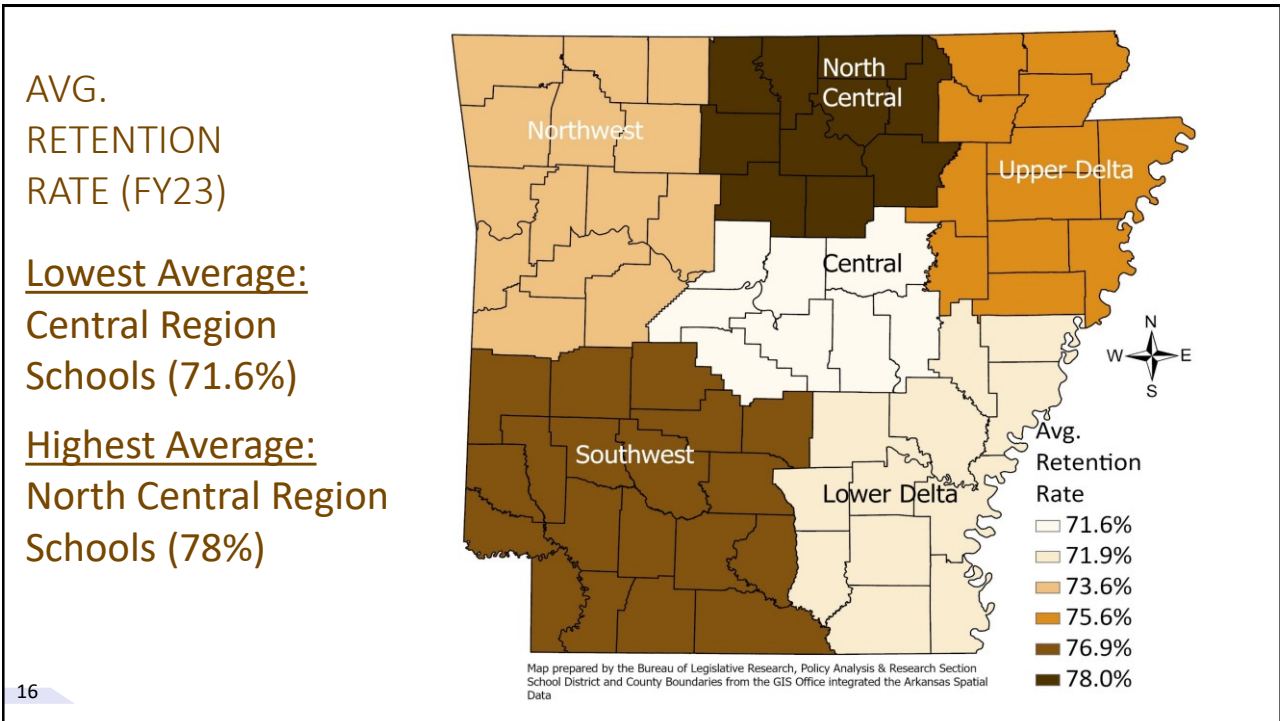 AVG.
RETENTION
RATE (FY23)
Lowest Average:
Central Region
Schools (71.6%)
Highest Average:
North Central Region
Schools (78%)
North
Central
Northwest
Upper Delta
Central
Southwest
Lower Delta
N
W E
S
Avg.
Retention
Rate
71.6%
71.9%
73.6%
75.6%
76.9%
78.0%
Map prepared by the Bureau of Legislative Research, Policy Analysis & Research Section
School District and County Boundaries from the GIS Office integrated the Arkansas Spatial
Data
16